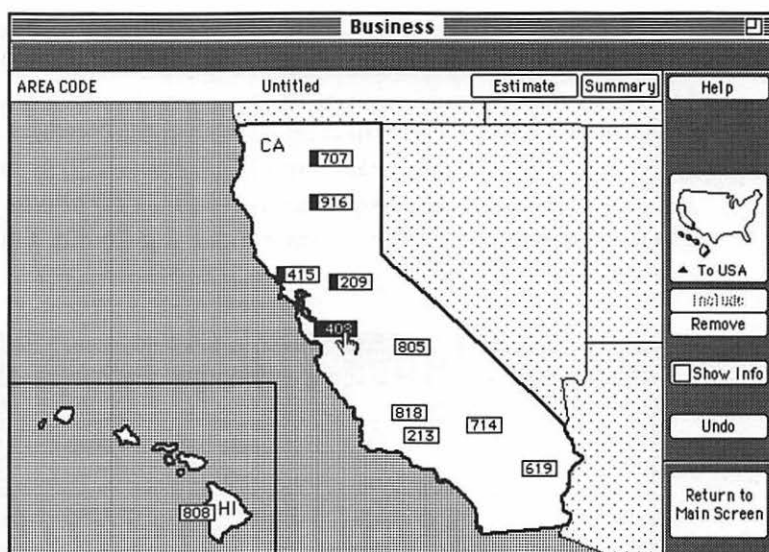 Business
AREA CODE Untitled Estimate Summary Help
CA
707
916
415 209
To USA
Include
Remove
408
805
Show Info
818
714
213
Undo
619
808 HI
Return to
Main Screen